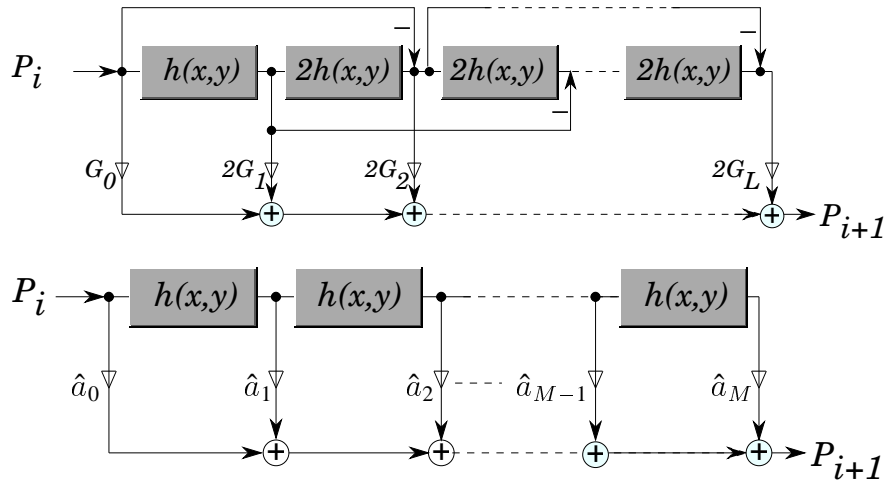 P_i h(x,y) 2h(x,y) 2h(x,y) 2h(x,y)
− − −
G_0 2G_1 2G_2 2G_L
+ + + P_{i+1}
P_i h(x,y) h(x,y) h(x,y)
â_0 â_1 â_2 â_{M−1} â_M
+ + + + P_{i+1}